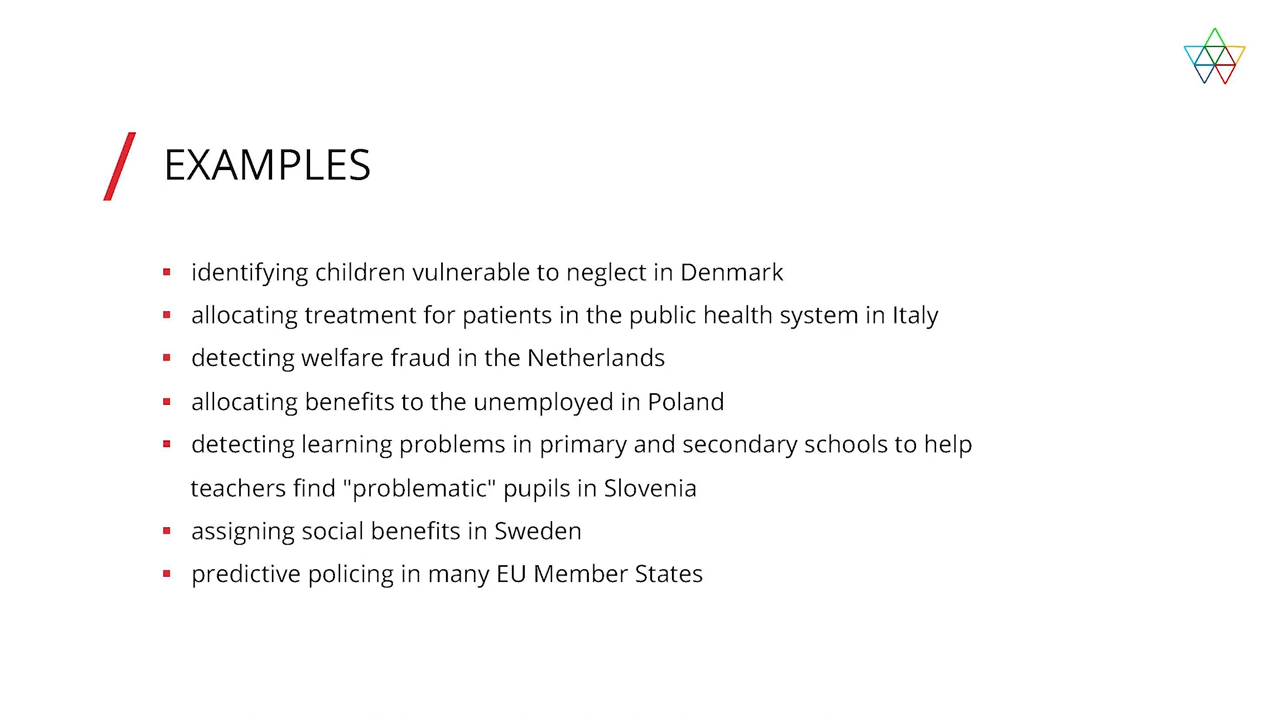 EXAMPLES
▪ identifying children vulnerable to neglect in Denmark
▪ allocating treatment for patients in the public health system in Italy
▪ detecting welfare fraud in the Netherlands
▪ allocating benefits to the unemployed in Poland
▪ detecting learning problems in primary and secondary schools to help
teachers find "problematic" pupils in Slovenia
▪ assigning social benefits in Sweden
▪ predictive policing in many EU Member States